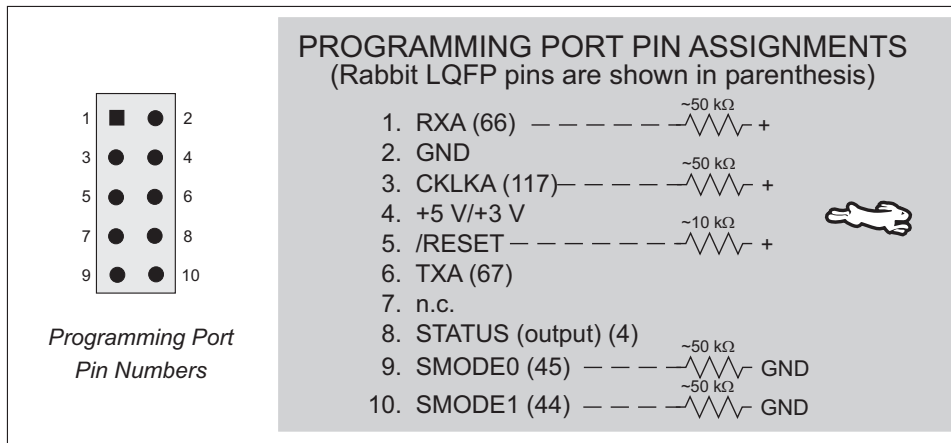 PROGRAMMING PORT PIN ASSIGNMENTS
(Rabbit LQFP pins are shown in parenthesis)
1 2
3 4
5 6
7 8
9 10
Programming Port
Pin Numbers
~50 kΩ
1. RXA (66) +
2. GND
~50 kΩ
3. CKLKA (117) +
4. +5 V/+3 V
~10 kΩ
5. /RESET +
6. TXA (67)
7. n.c.
8. STATUS (output) (4)
~50 kΩ
9. SMODE0 (45) GND
~50 kΩ
10. SMODE1 (44) GND